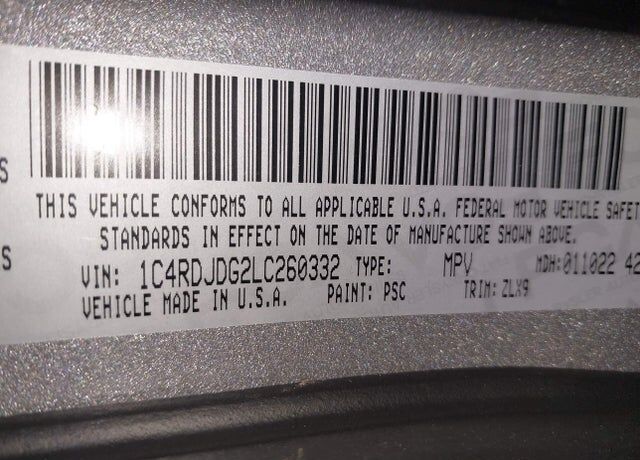 S
THIS VEHICLE CONFORMS TO ALL APPLICABLE U.S.A. FEDERAL MOTOR VEHICLE SAFET
STANDARDS IN EFFECT ON THE DATE OF MANUFACTURE SHOWN ABOVE.
S
VIN: 1C4RDJDG2LC260332 TYPE: MPV MDH:011022 42
VEHICLE MADE IN U.S.A. PAINT: PSC TRIM: ZLX9